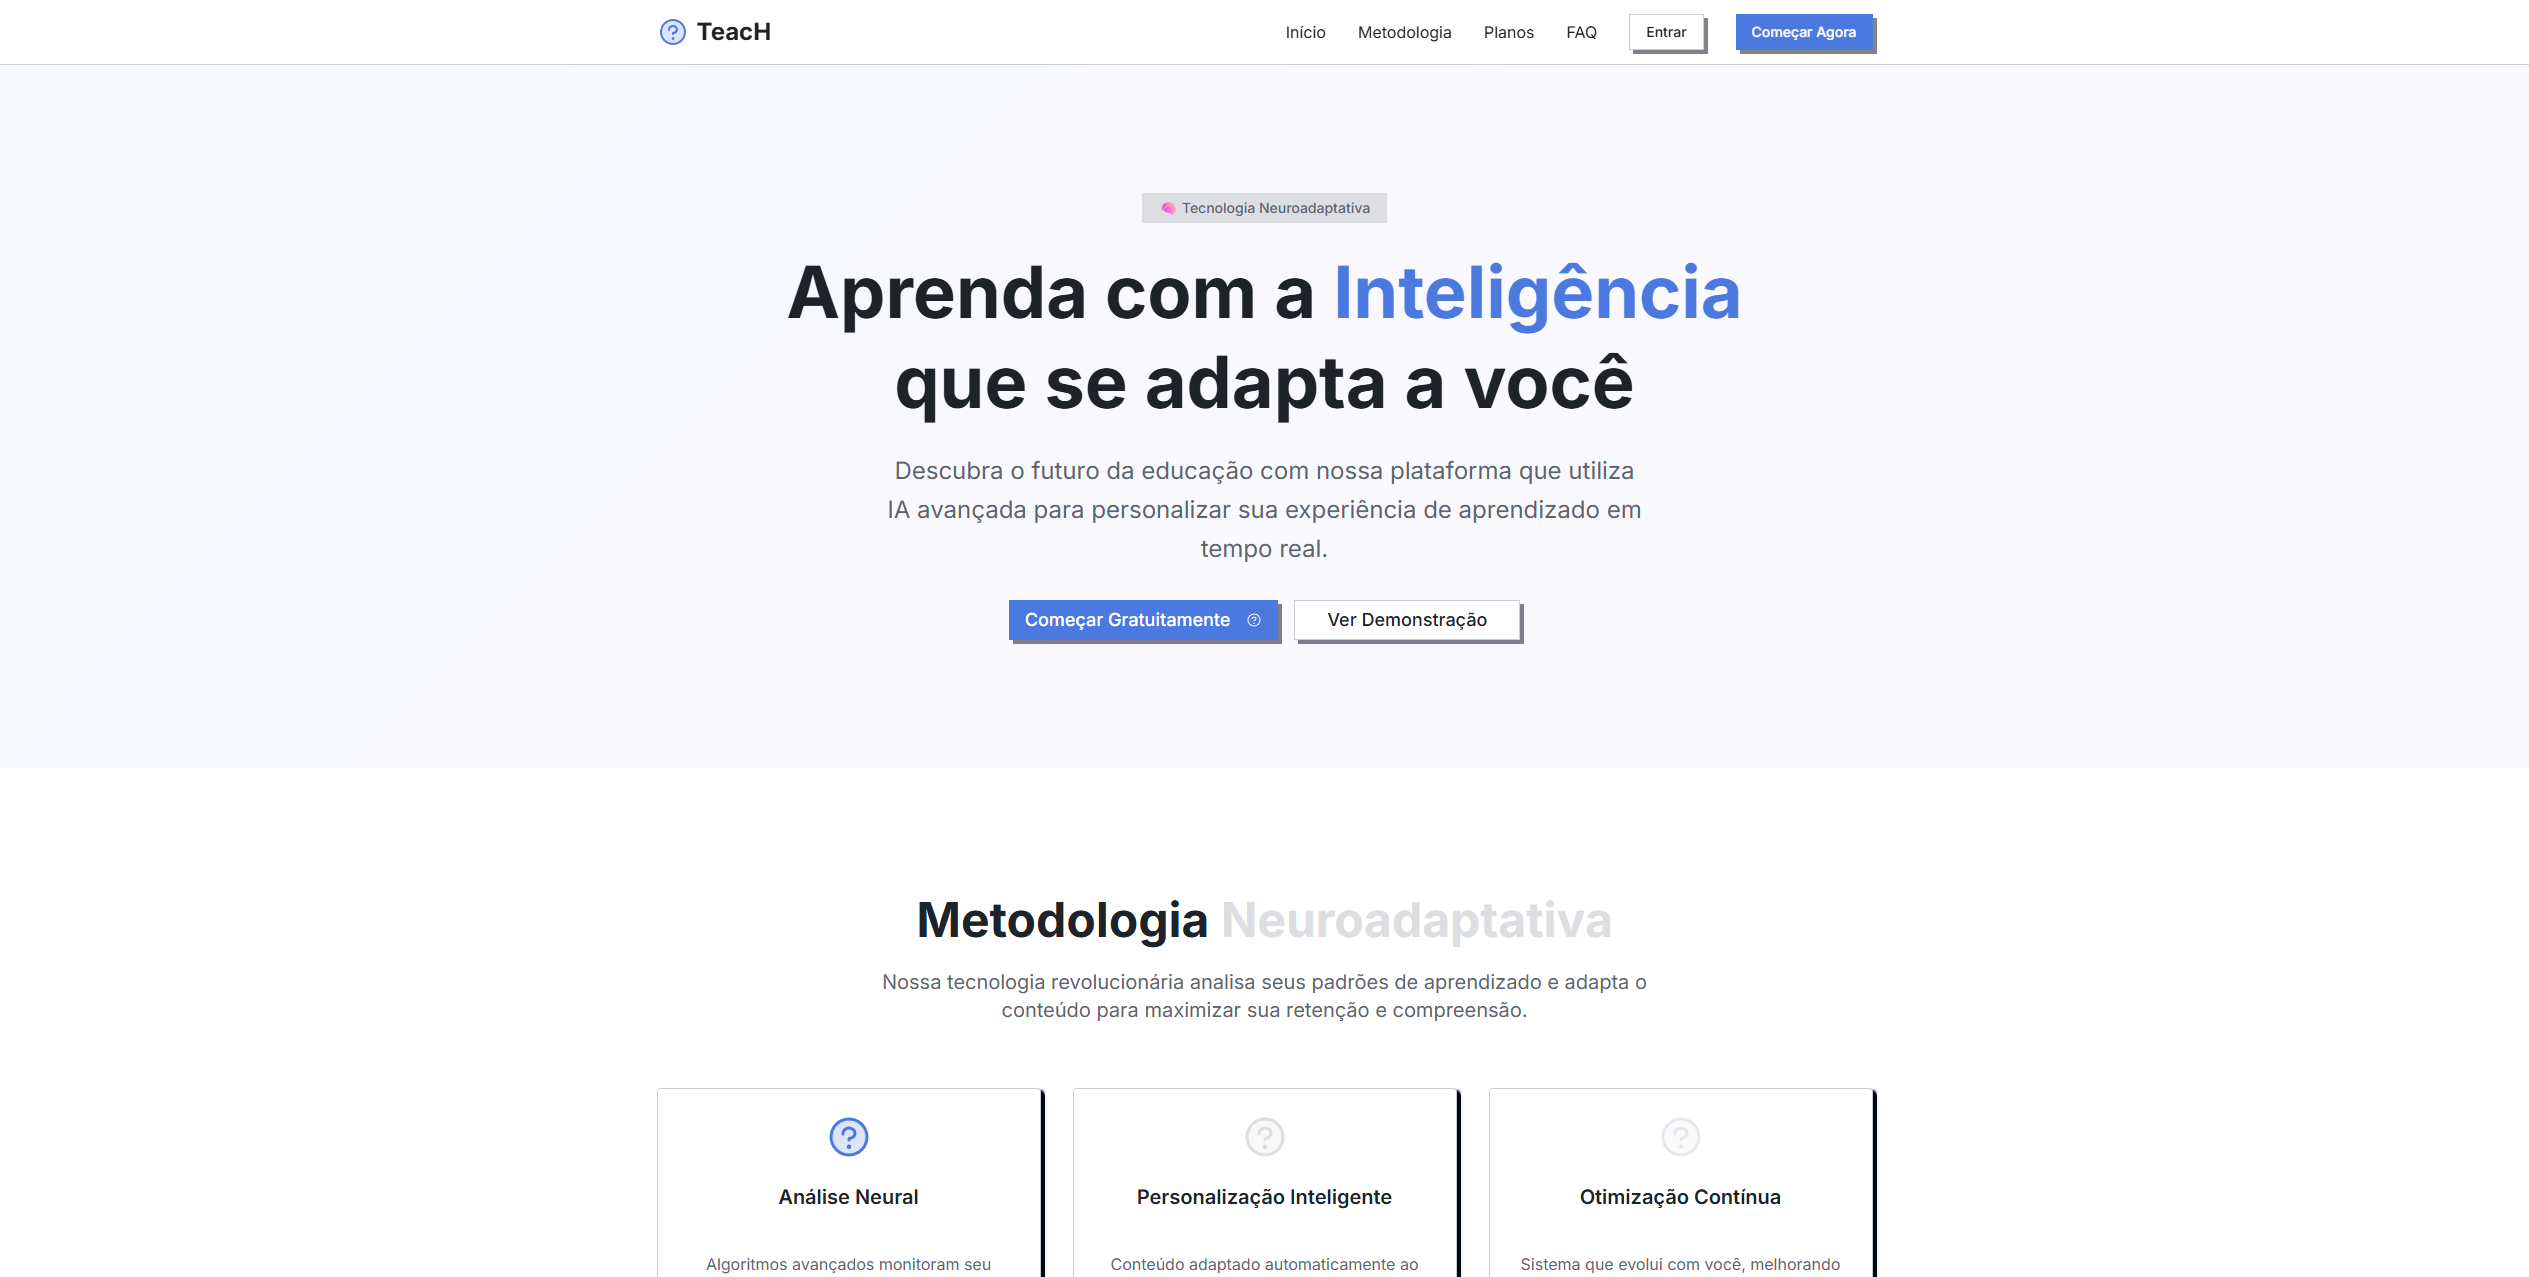 TeacH
Início
Metodologia
Planos
FAQ
Entrar
Começar Agora
Tecnologia Neuroadaptativa
Aprenda com a Inteligência
que se adapta a você
Descubra o futuro da educação com nossa plataforma que utiliza
IA avançada para personalizar sua experiência de aprendizado em
tempo real.
Começar Gratuitamente
Ver Demonstração
Metodologia Neuroadaptativa
Nossa tecnologia revolucionária analisa seus padrões de aprendizado e adapta o
conteúdo para maximizar sua retenção e compreensão.
Análise Neural
Algoritmos avançados monitoram seu
Personalização Inteligente
Conteúdo adaptado automaticamente ao
Otimização Contínua
Sistema que evolui com você, melhorando